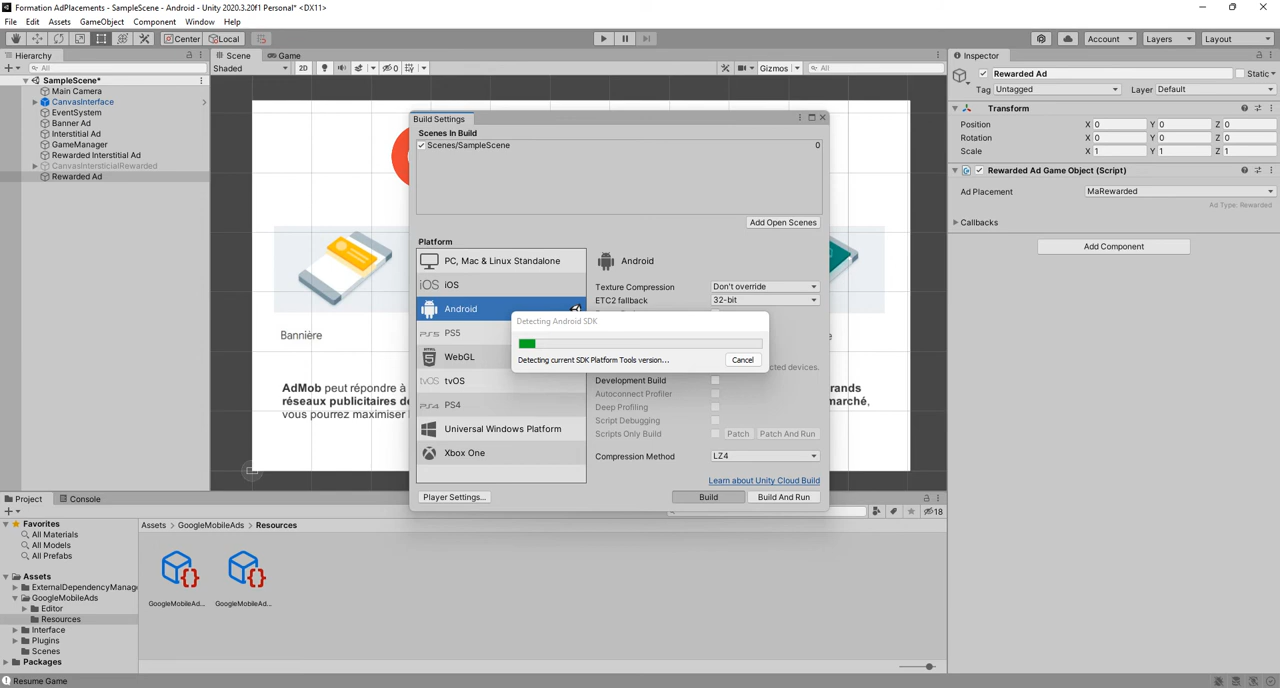 Formation AdPlacements - SampleScene - Android - Unity 2020.3.20f1 Personal* <DX11>
File Edit Assets GameObject Component Window Help
Center Local Account Layers Layout
Hierarchy
All
SampleScene*
Main Camera
CanvasInterface
EventSystem
Banner Ad
Interstitial Ad
GameManager
Rewarded Interstitial Ad
CanvasIntersticialRewarded
Rewarded Ad
Scene Game
Shaded 2D 0 Gizmos All
Bannière
AdMob peut répondre à
réseaux publicitaires de
vous pourrez maximiser l
rands
marché,
Build Settings
Scenes In Build
Scenes/SampleScene 0
Add Open Scenes
Platform
PC, Mac & Linux Standalone
iOS iOS
Android
PS5 PS5
WebGL
tvOS tvOS
PS4 PS4
Universal Windows Platform
Xbox One
Android
Texture Compression Don't override
ETC2 fallback 32-bit
Detecting Android SDK
Detecting current SDK Platform Tools version... Cancel
cted devices.
Development Build
Autoconnect Profiler
Deep Profiling
Script Debugging
Scripts Only Build Patch Patch And Run
Compression Method LZ4
Learn about Unity Cloud Build
Player Settings... Build Build And Run
Inspector
Rewarded Ad Static
Tag Untagged Layer Default
Transform
Position X 0 Y 0 Z 0
Rotation X 0 Y 0 Z 0
Scale X 1 Y 1 Z 1
Rewarded Ad Game Object (Script)
Ad Placement MaRewarded
Ad Type: Rewarded
Callbacks
Add Component
Project Console
18
Favorites
All Materials
All Models
All Prefabs
Assets
ExternalDependencyManag
GoogleMobileAds
Editor
Resources
Interface
Plugins
Scenes
Packages
Assets > GoogleMobileAds > Resources
GoogleMobileAd... GoogleMobileAd...
Resume Game